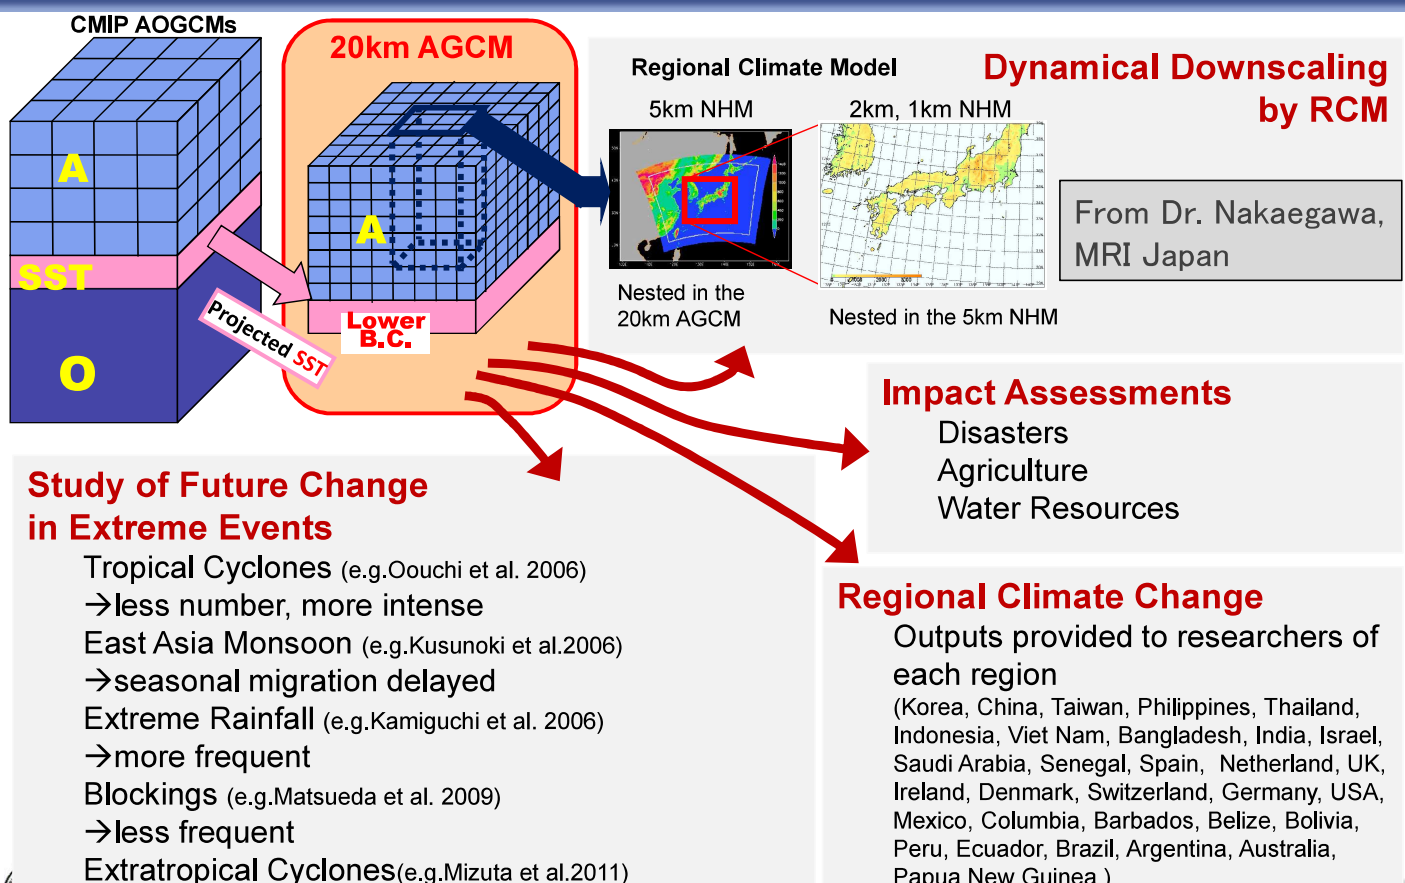 CMIP AOGCMs
A
SST
O
Projected SST
20km AGCM
A
Lower
B.C.
Regional Climate Model
5km NHM
2km, 1km NHM
Nested in the
20km AGCM
Nested in the 5km NHM
Dynamical Downscaling
by RCM
From Dr. Nakaegawa,
MRI Japan
Impact Assessments
Disasters
Agriculture
Water Resources
Study of Future Change
in Extreme Events
Tropical Cyclones (e.g.Oouchi et al. 2006)
→less number, more intense
East Asia Monsoon (e.g.Kusunoki et al.2006)
→seasonal migration delayed
Extreme Rainfall (e.g.Kamiguchi et al. 2006)
→more frequent
Blockings (e.g.Matsueda et al. 2009)
→less frequent
Extratropical Cyclones(e.g.Mizuta et al.2011)
Regional Climate Change
Outputs provided to researchers of
each region
(Korea, China, Taiwan, Philippines, Thailand,
Indonesia, Viet Nam, Bangladesh, India, Israel,
Saudi Arabia, Senegal, Spain, Netherland, UK,
Ireland, Denmark, Switzerland, Germany, USA,
Mexico, Columbia, Barbados, Belize, Bolivia,
Peru, Ecuador, Brazil, Argentina, Australia,
Papua New Guinea )